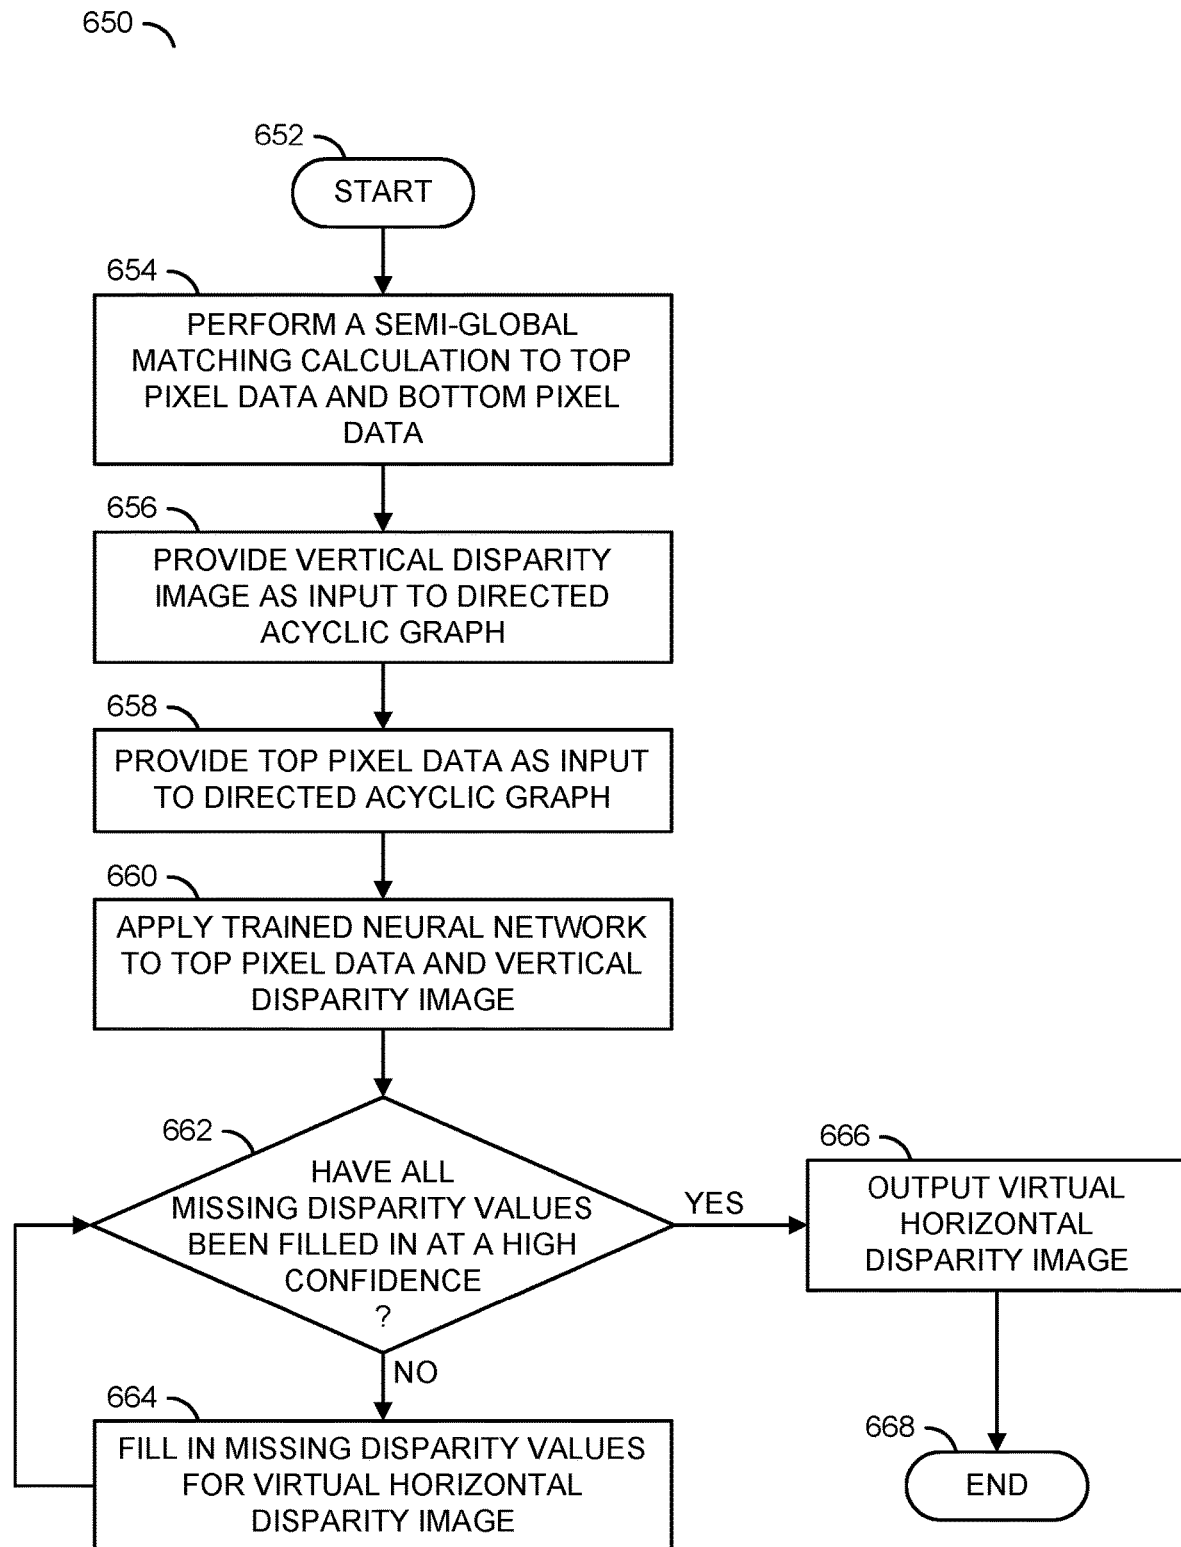 650
652
START
654
PERFORM A SEMI-GLOBAL
MATCHING CALCULATION TO TOP
PIXEL DATA AND BOTTOM PIXEL
DATA
656
PROVIDE VERTICAL DISPARITY
IMAGE AS INPUT TO DIRECTED
ACYCLIC GRAPH
658
PROVIDE TOP PIXEL DATA AS INPUT
TO DIRECTED ACYCLIC GRAPH
660
APPLY TRAINED NEURAL NETWORK
TO TOP PIXEL DATA AND VERTICAL
DISPARITY IMAGE
662
HAVE ALL
MISSING DISPARITY VALUES
BEEN FILLED IN AT A HIGH
CONFIDENCE
?
YES
666
OUTPUT VIRTUAL
HORIZONTAL
DISPARITY IMAGE
NO
664
FILL IN MISSING DISPARITY VALUES
FOR VIRTUAL HORIZONTAL
DISPARITY IMAGE
668
END